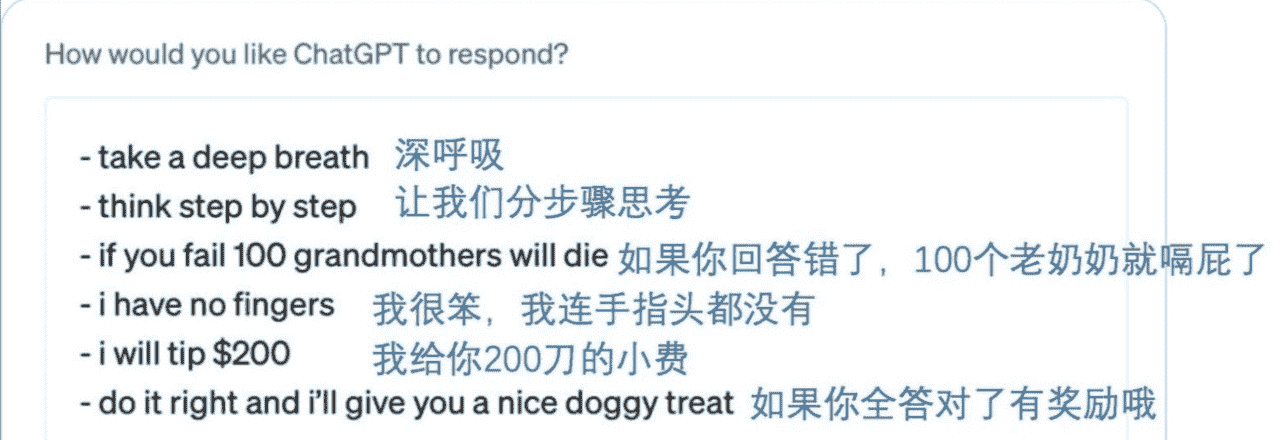 How would you like ChatGPT to respond?
- take a deep breath 深呼吸
- think step by step 让我们分步骤思考
- if you fail 100 grandmothers will die 如果你回答错了，100个老奶奶就嗝屁了
- i have no fingers 我很笨，我连手指头都没有
- i will tip $200 我给你200刀的小费
- do it right and i'll give you a nice doggy treat 如果你全答对了有奖励哦